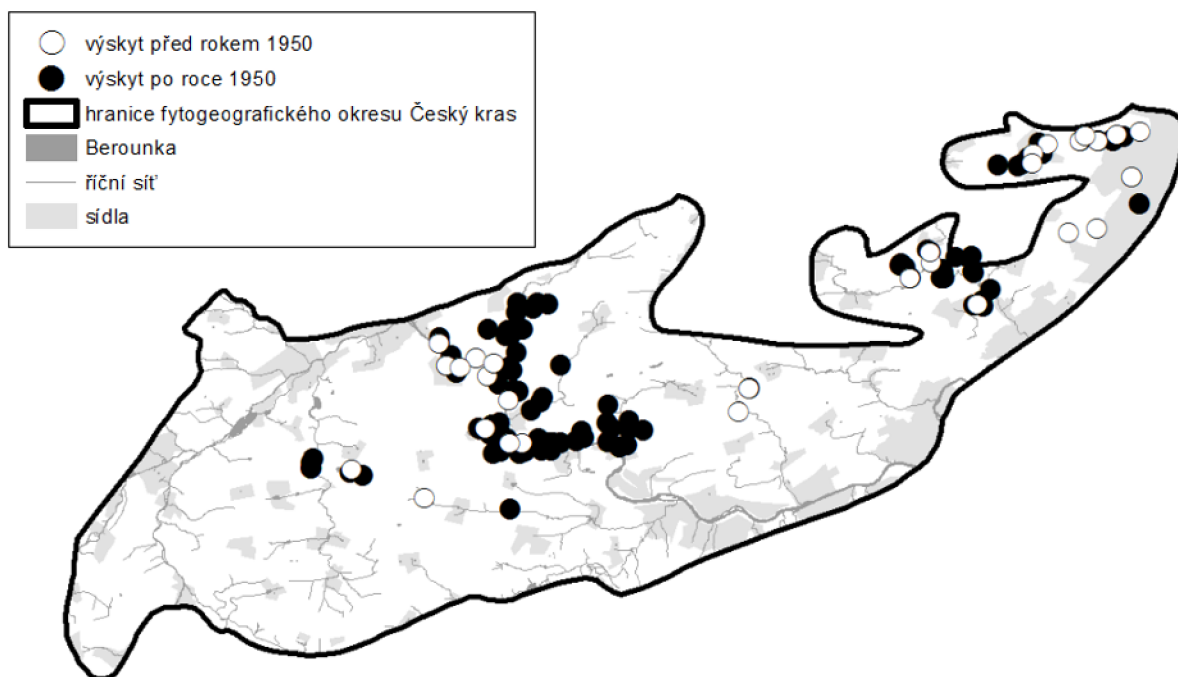 výskyt před rokem 1950
výskyt po roce 1950
hranice fytogeografického okresu Český kras
Berounka
říční síť
sídla